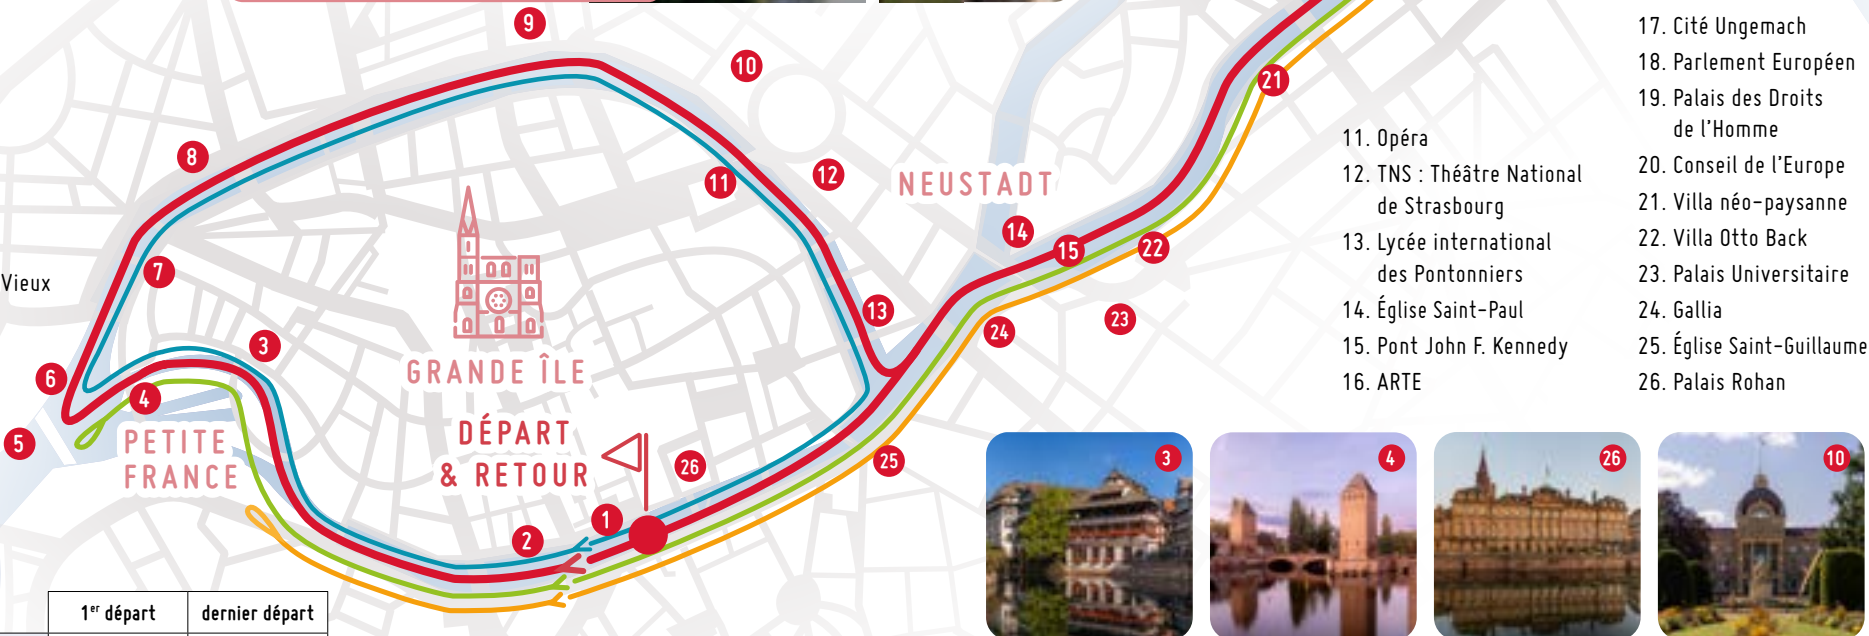 9
10
21
8
11
12
NEUSTADT
14
15
22
7
Vieux
13
24
23
3
GRANDE ÎLE
6
4
5
PETITE
FRANCE
DÉPART
& RETOUR
26
25
1
2
1er départ
dernier départ
11. Opéra
12. TNS : Théâtre National
de Strasbourg
13. Lycée international
des Pontonniers
14. Église Saint-Paul
15. Pont John F. Kennedy
16. ARTE
17. Cité Ungemach
18. Parlement Européen
19. Palais des Droits
de l'Homme
20. Conseil de l'Europe
21. Villa néo-paysanne
22. Villa Otto Back
23. Palais Universitaire
24. Gallia
25. Église Saint-Guillaume
26. Palais Rohan
3
4
26
10